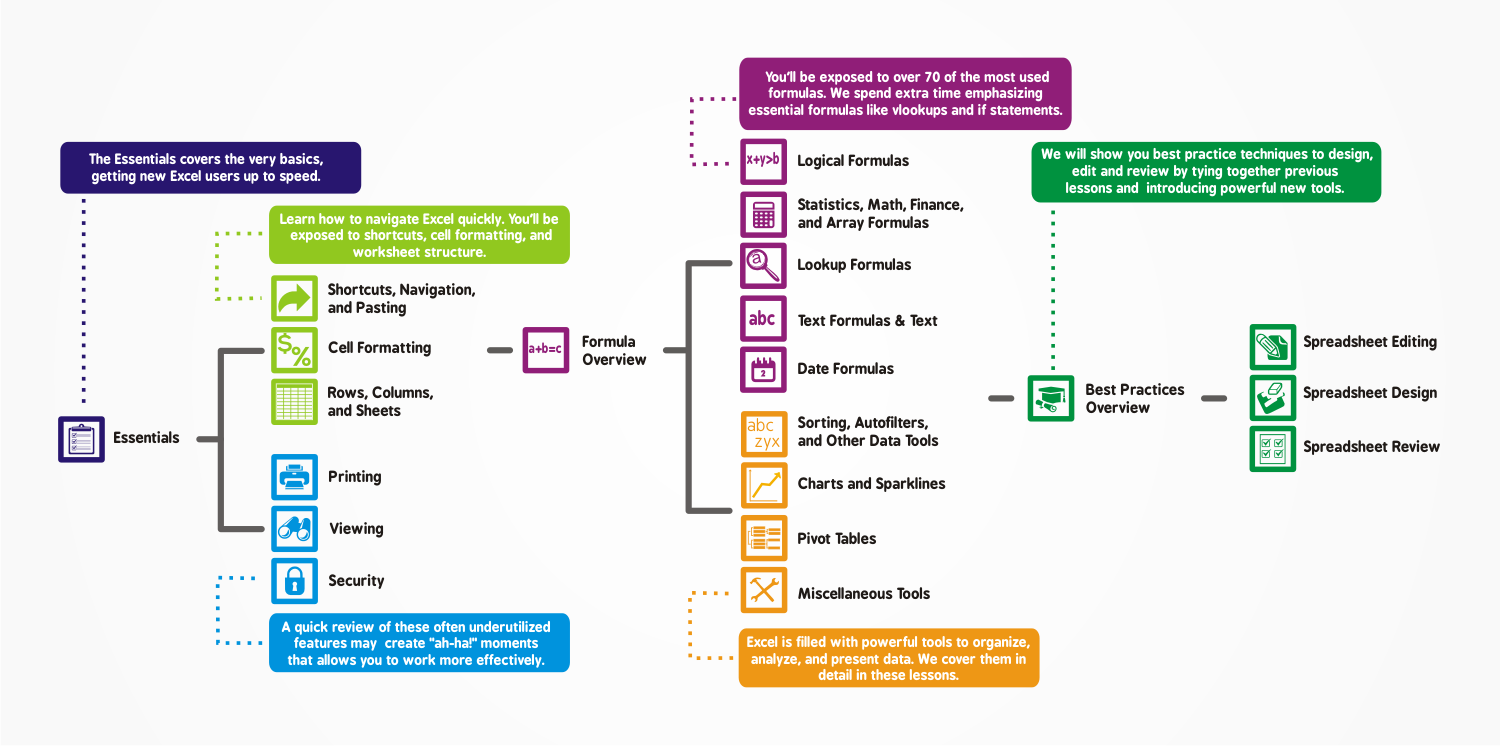 The Essentials covers the very basics,
getting new Excel users up to speed.
Essentials
Learn how to navigate Excel quickly. You'll be
exposed to shortcuts, cell formatting, and
worksheet structure.
Shortcuts, Navigation,
and Pasting
$%
Cell Formatting
Rows, Columns,
and Sheets
Printing
Viewing
Security
A quick review of these often underutilized
features may create "ah-ha!" moments
that allows you to work more effectively.
a+b=c
Formula
Overview
You'll be exposed to over 70 of the most used
formulas. We spend extra time emphasizing
essential formulas like vlookups and if statements.
x+y>b
Logical Formulas
Statistics, Math, Finance,
and Array Formulas
a
Lookup Formulas
abc
Text Formulas & Text
2
Date Formulas
abc
zyx
Sorting, Autofilters,
and Other Data Tools
Charts and Sparklines
Pivot Tables
Miscellaneous Tools
Excel is filled with powerful tools to organize,
analyze, and present data. We cover them in
detail in these lessons.
We will show you best practice techniques to design,
edit and review by tying together previous
lessons and introducing powerful new tools.
Best Practices
Overview
Spreadsheet Editing
Spreadsheet Design
Spreadsheet Review